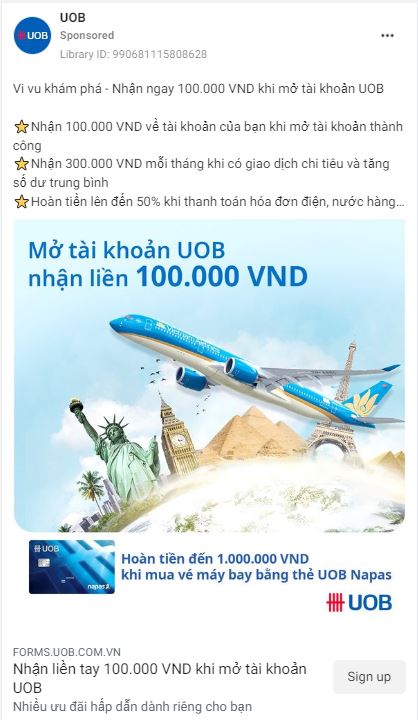 UOB
UOB
Sponsored
Library ID: 990681115808628
Vi vu khám phá - Nhận ngay 100.000 VND khi mở tài khoản UOB
⭐Nhận 100.000 VND về tài khoản của bạn khi mở tài khoản thành
công
⭐Nhận 300.000 VND mỗi tháng khi có giao dịch chi tiêu và tăng
số dư trung bình
⭐Hoàn tiền lên đến 50% khi thanh toán hóa đơn điện, nước hàng...
Mở tài khoản UOB
nhận liền 100.000 VND
Vietnam Airlines
UOB
napas
Hoàn tiền đến 1.000.000 VND
khi mua vé máy bay bằng thẻ UOB Napas
UOB
FORMS.UOB.COM.VN
Nhận liền tay 100.000 VND khi mở tài khoản
UOB
Nhiều ưu đãi hấp dẫn dành riêng cho bạn
Sign up